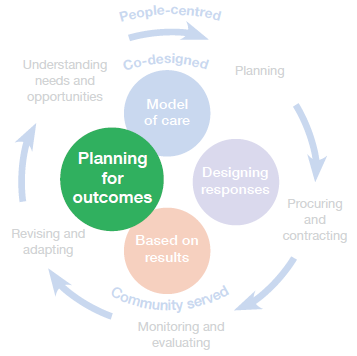 People-centred
Co-designed
Understanding
needs and
opportunities
Planning
Model
of care
Planning
for
outcomes
Designing
responses
Procuring
and
contracting
Revising and
adapting
Based on
results
Community served
Monitoring and
evaluating